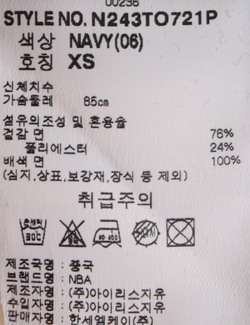 00236
STYLE NO. N243TO721P
색상 NAVY(06)
호칭 XS
신체치수
가슴둘레 85cm
섬유의조성 및 혼용율
겉감 면 76%
폴리에스터 24%
배색 면 100%
(심지,상표,보강재,장식 등 제외)
취급주의
제조국명 : 중국
브랜드명 : NBA
제조자명 : (주)아이리스지유
수입자명 : (주)아이리스지유
판매자명 : 한세엠케이(주)